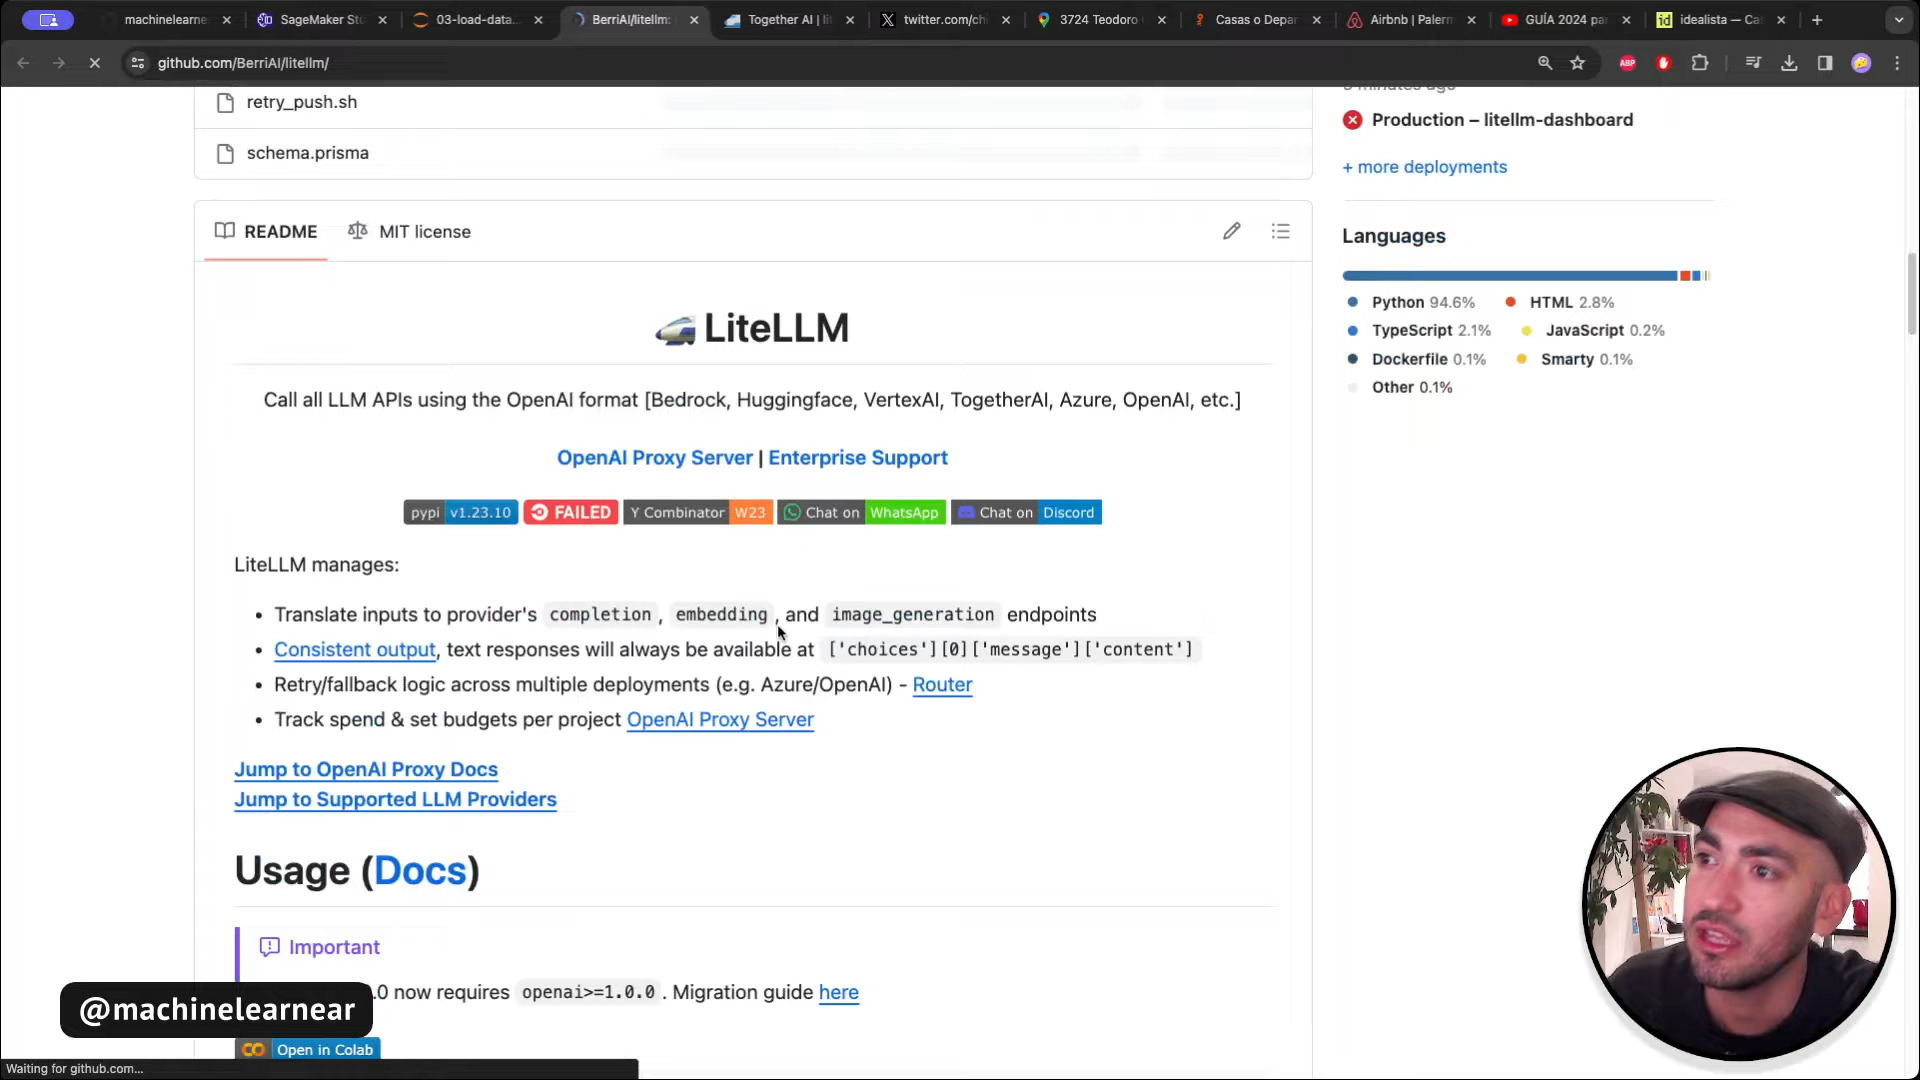 machinelearne
SageMaker Stu
03-load-data.
BerriAI/litellm:
Together AI | lit
twitter.com/ch
3724 Teodoro
Casas o Depar
Airbnb | Palerm
GUÍA 2024 pa
idealista — Ca
github.com/BerriAI/litellm/
ABP
retry_push.sh
schema.prisma
5 minutes ago
Production – litellm-dashboard
+ more deployments
Languages
Python 94.6%
HTML 2.8%
TypeScript 2.1%
JavaScript 0.2%
Dockerfile 0.1%
Smarty 0.1%
Other 0.1%
README
MIT license
LiteLLM
Call all LLM APIs using the OpenAI format [Bedrock, Huggingface, VertexAI, TogetherAI, Azure, OpenAI, etc.]
OpenAI Proxy Server | Enterprise Support
pypi v1.23.10 FAILED Y Combinator W23 Chat on WhatsApp Chat on Discord
LiteLLM manages:
• Translate inputs to provider's completion, embedding, and image_generation endpoints
• Consistent output, text responses will always be available at ['choices'][0]['message']['content']
• Retry/fallback logic across multiple deployments (e.g. Azure/OpenAI) - Router
• Track spend & set budgets per project OpenAI Proxy Server
Jump to OpenAI Proxy Docs
Jump to Supported LLM Providers
Usage (Docs)
Important
.0 now requires openai>=1.0.0. Migration guide here
@machinelearnear
Open in Colab
Waiting for github.com...